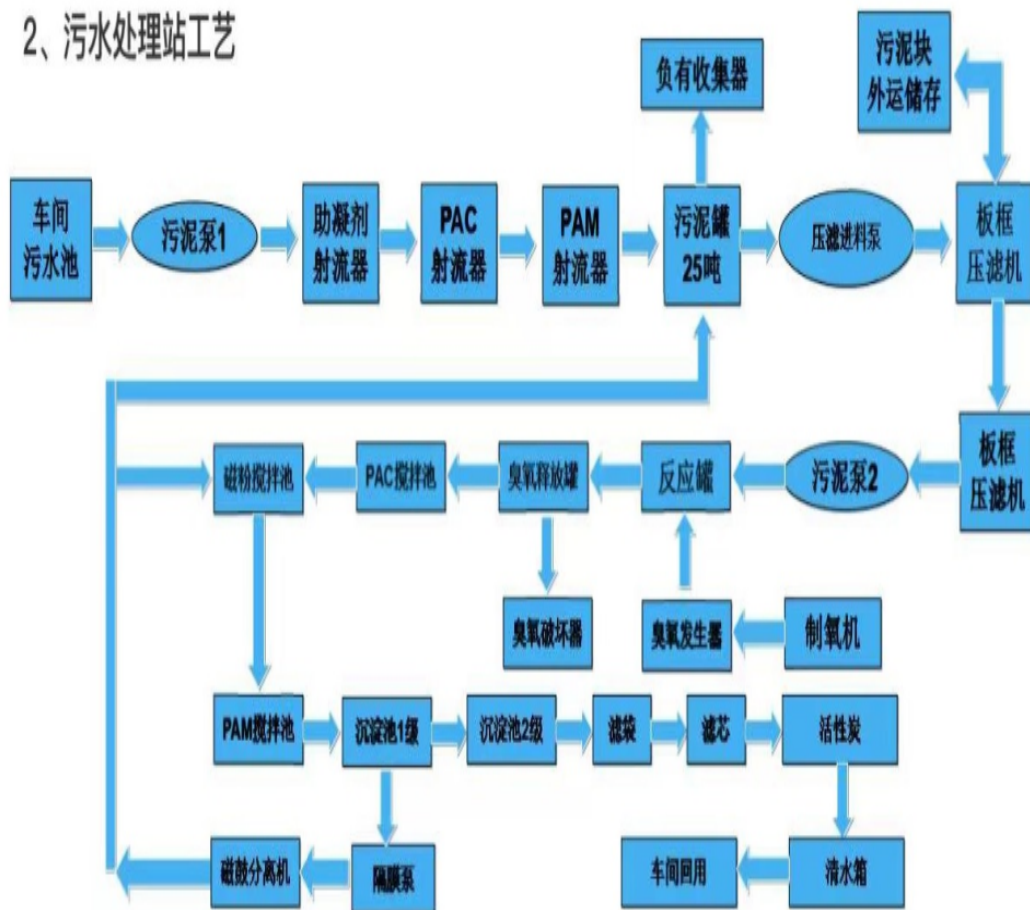 2、污水处理站工艺
负有收集器
污泥块
外运储存
车间
污水池
污泥泵1
助凝剂
射流器
PAC
射流器
PAM
射流器
污泥罐
25吨
压滤进料泵
板框
压滤机
磁粉搅拌池
PAC搅拌池
臭氧释放罐
反应罐
污泥泵2
板框
压滤机
臭氧破坏器
臭氧发生器
制氧机
PAM搅拌池
沉淀池1级
沉淀池2级
滤袋
滤芯
活性炭
磁鼓分离机
隔膜泵
车间回用
清水箱